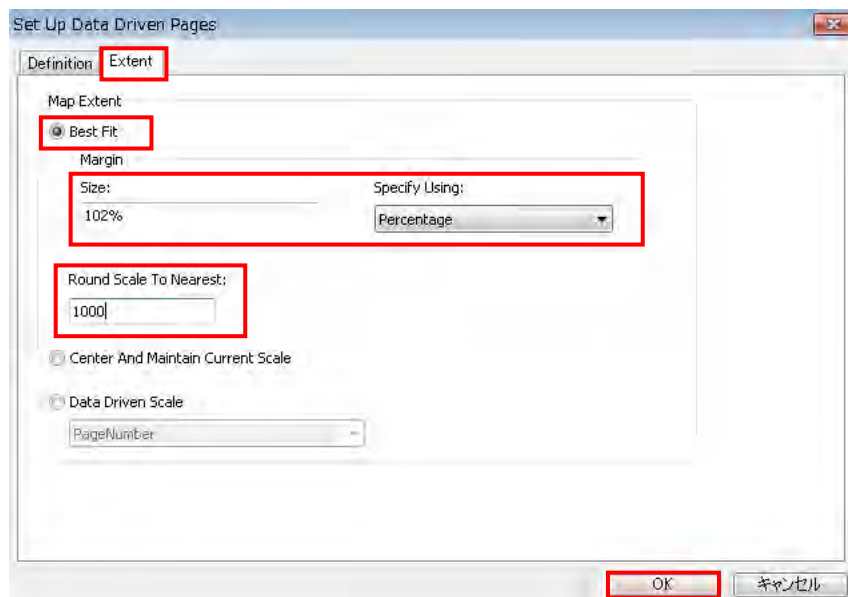 Set Up Data Driven Pages
Definition Extent
Map Extent
Best Fit
Margin
Size: Specify Using:
102% Percentage
Round Scale To Nearest:
1000
Center And Maintain Current Scale
Data Driven Scale
PageNumber
OK キャンセル